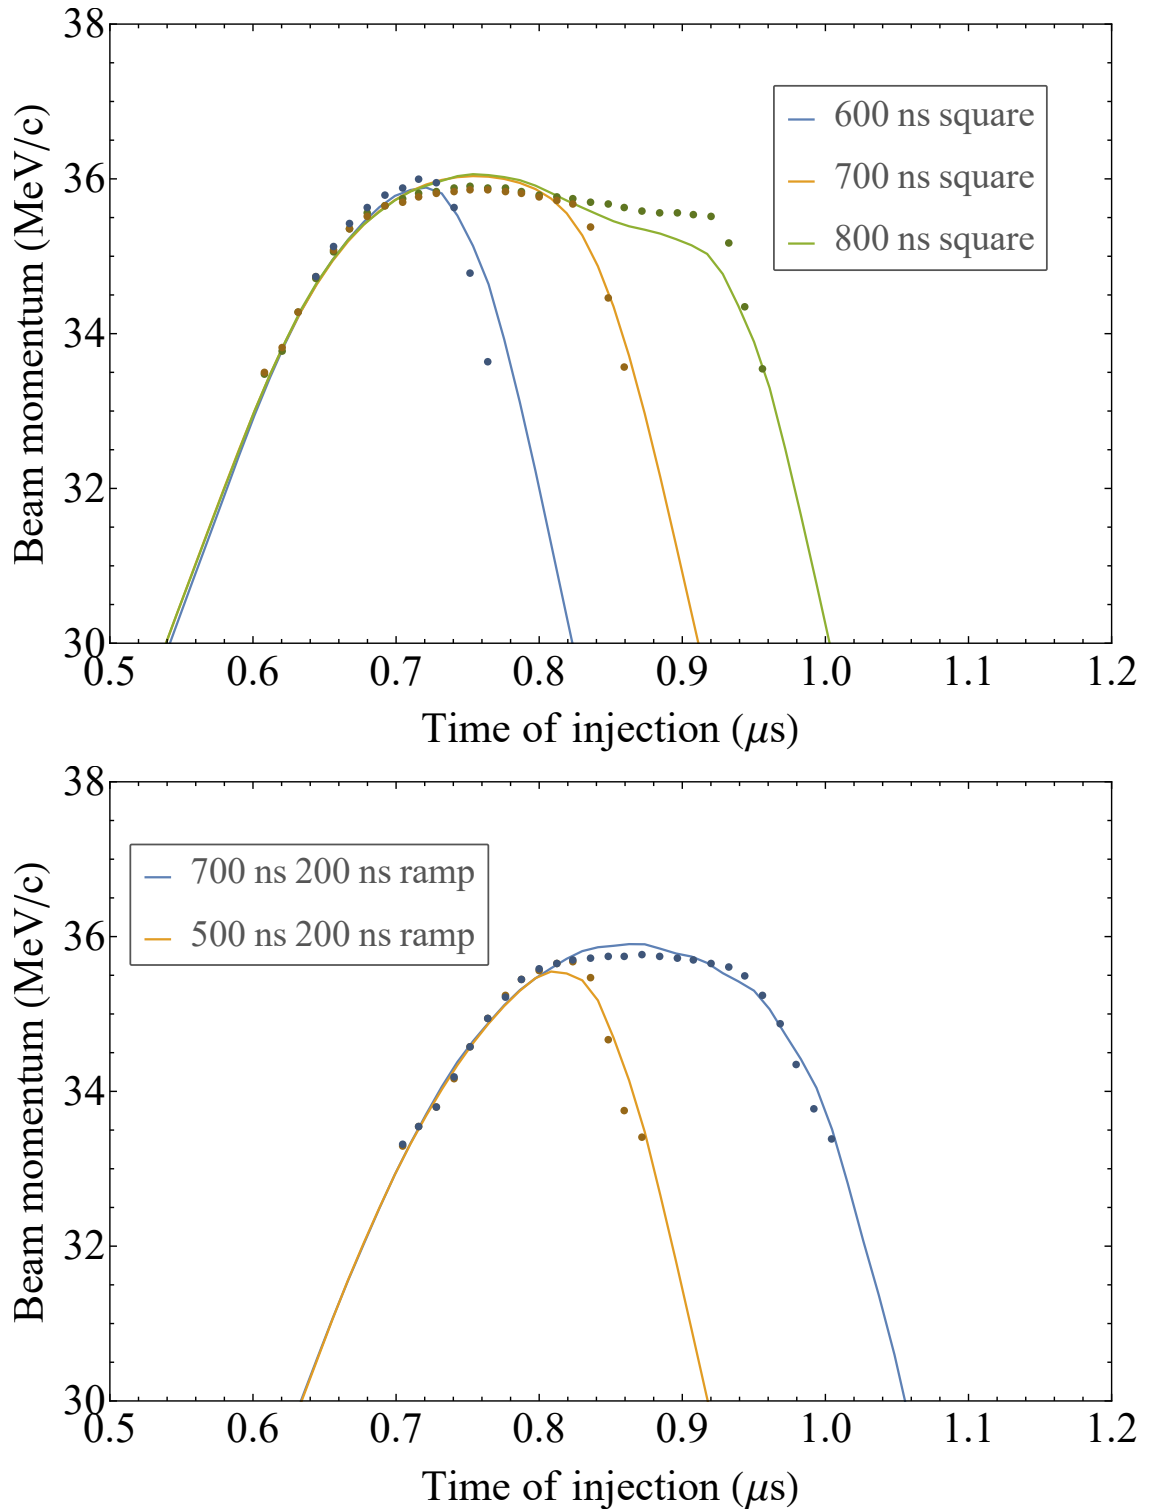 38
36
34
32
30
Beam momentum (MeV/c)
600 ns square
700 ns square
800 ns square
0.5 0.6 0.7 0.8 0.9 1.0 1.1 1.2
Time of injection (μs)
38
36
34
32
30
Beam momentum (MeV/c)
700 ns 200 ns ramp
500 ns 200 ns ramp
0.5 0.6 0.7 0.8 0.9 1.0 1.1 1.2
Time of injection (μs)